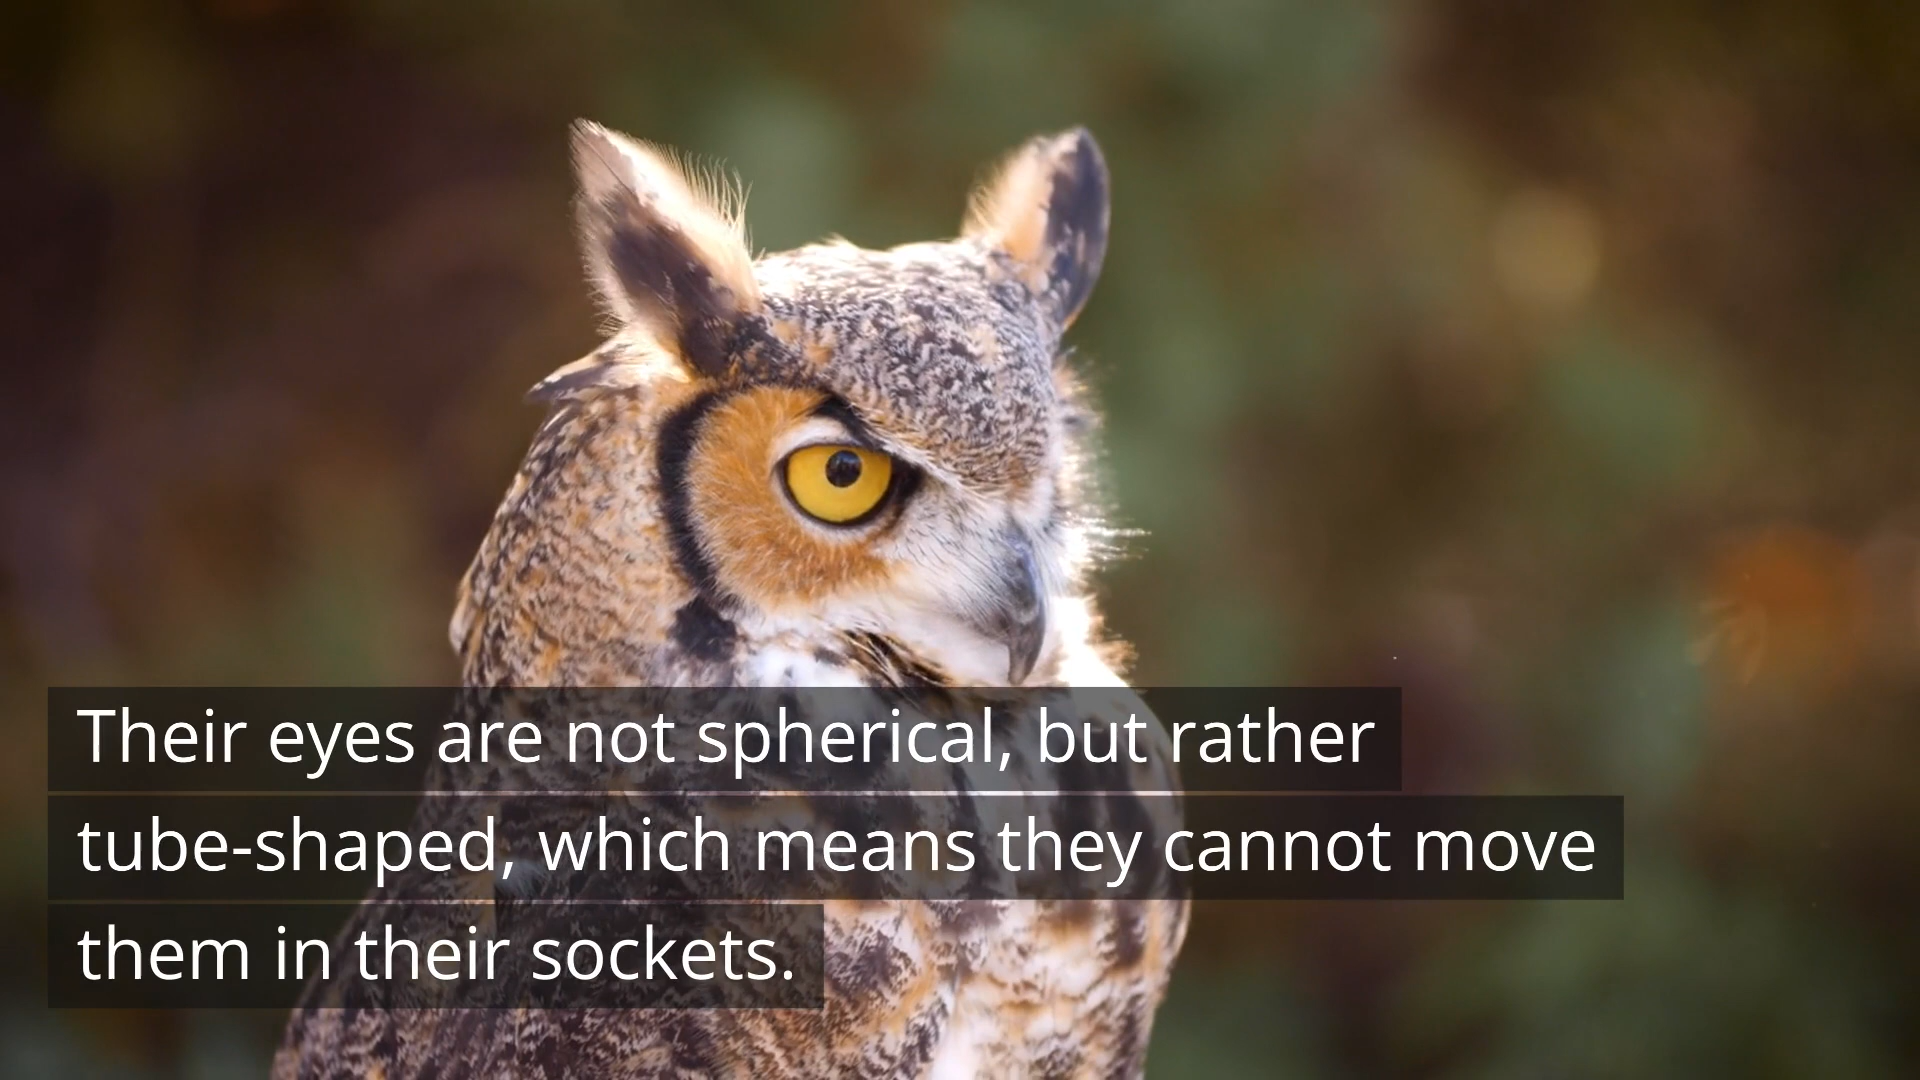 Their eyes are not spherical, but rather
tube-shaped, which means they cannot move
them in their sockets.